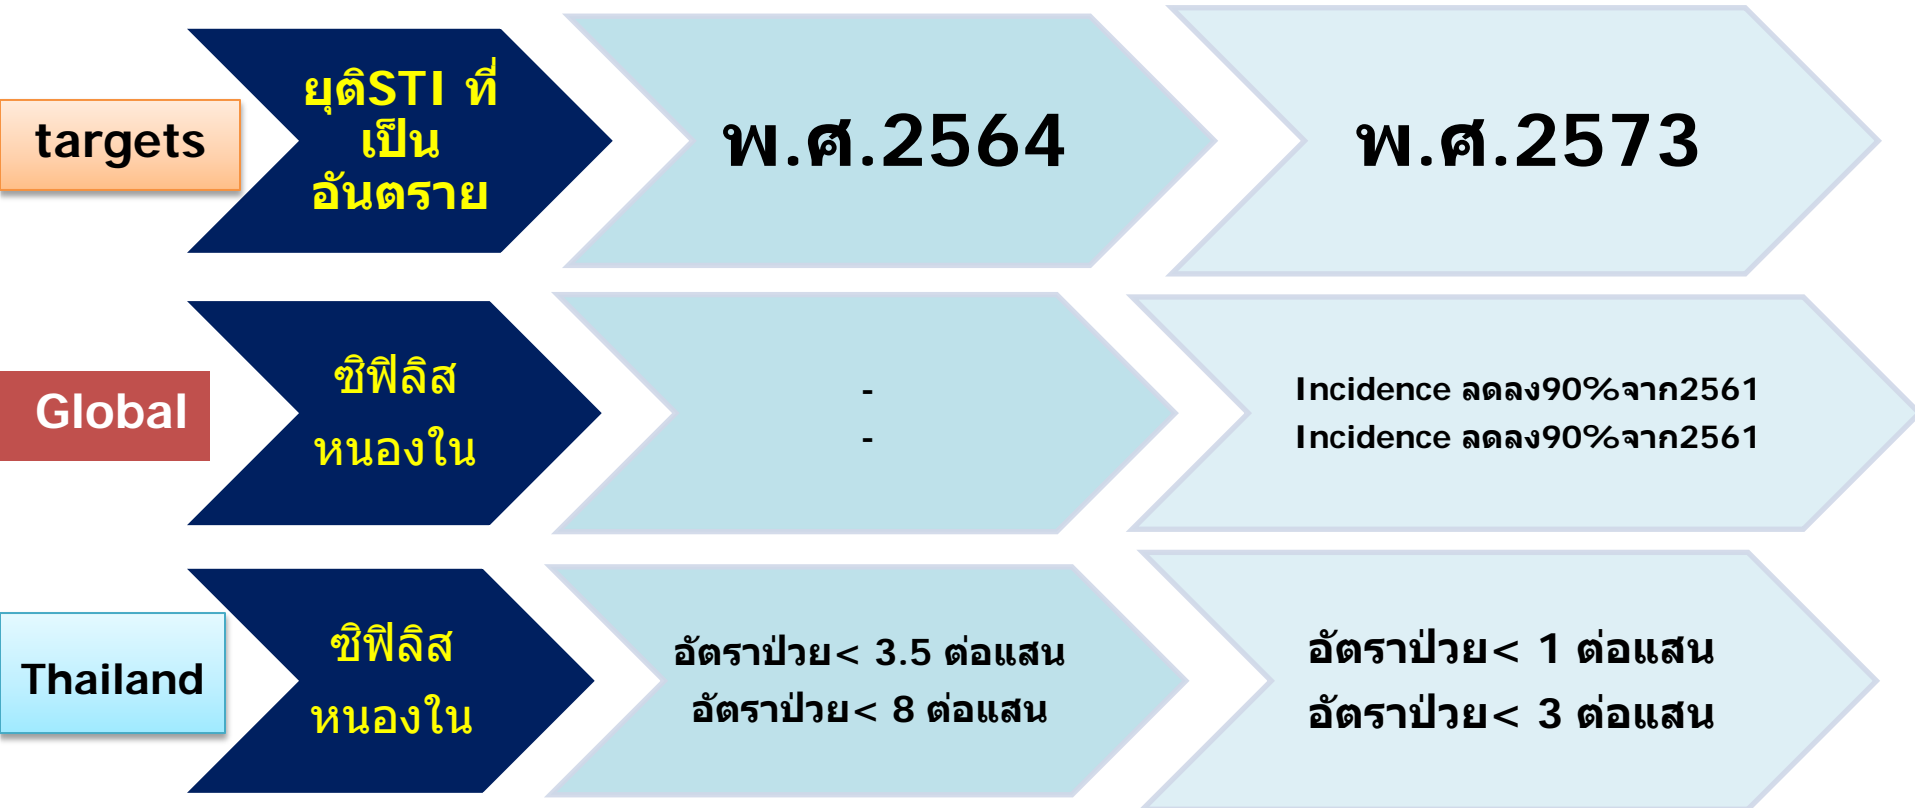 targets
ยุติSTI ที่
เป็น
อันตราย
พ.ศ.2564
พ.ศ.2573
Global
ซิฟิลิส
หนองใน
-
-
Incidence ลดลง90%จาก2561
Incidence ลดลง90%จาก2561
Thailand
ซิฟิลิส
หนองใน
อัตราป่วย< 3.5 ต่อแสน
อัตราป่วย< 8 ต่อแสน
อัตราป่วย< 1 ต่อแสน
อัตราป่วย< 3 ต่อแสน